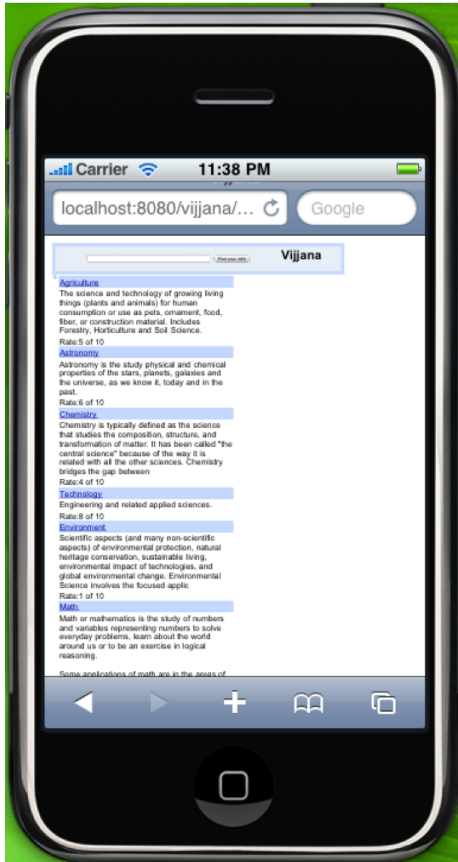 Carrier 11:38 PM
localhost:8080/vijjana/... Google
Vijjana
Agriculture
The science and technology of growing living
things (plants and animals) for human
consumption or use as pets, ornament, food,
fiber, or construction material. Includes
Forestry, Horticulture and Soil Science.
Rate:5 of 10
Astronomy
Astronomy is the study physical and chemical
properties of the stars, planets, galaxies and
the universe, as we know it, today and in the
past.
Rate:6 of 10
Chemistry
Chemistry is typically defined as the science
that studies the composition, structure, and
transformation of matter. It has been called "the
central science" because of the way it is
related with all the other sciences. Chemistry
bridges the gap between
Rate:4 of 10
Technology
Engineering and related applied sciences.
Rate:8 of 10
Environment
Scientific aspects (and many non-scientific
aspects) of environmental protection, natural
heritage conservation, sustainable living,
environmental impact of technologies, and
global environmental change. Environmental
Science involves the focused applic
Rate:1 of 10
Math
Math or mathematics is the study of numbers
and variables representing numbers to solve
everyday problems, learn about the world
around us or to be an exercise in logical
reasoning.
Some applications of math are in the areas of